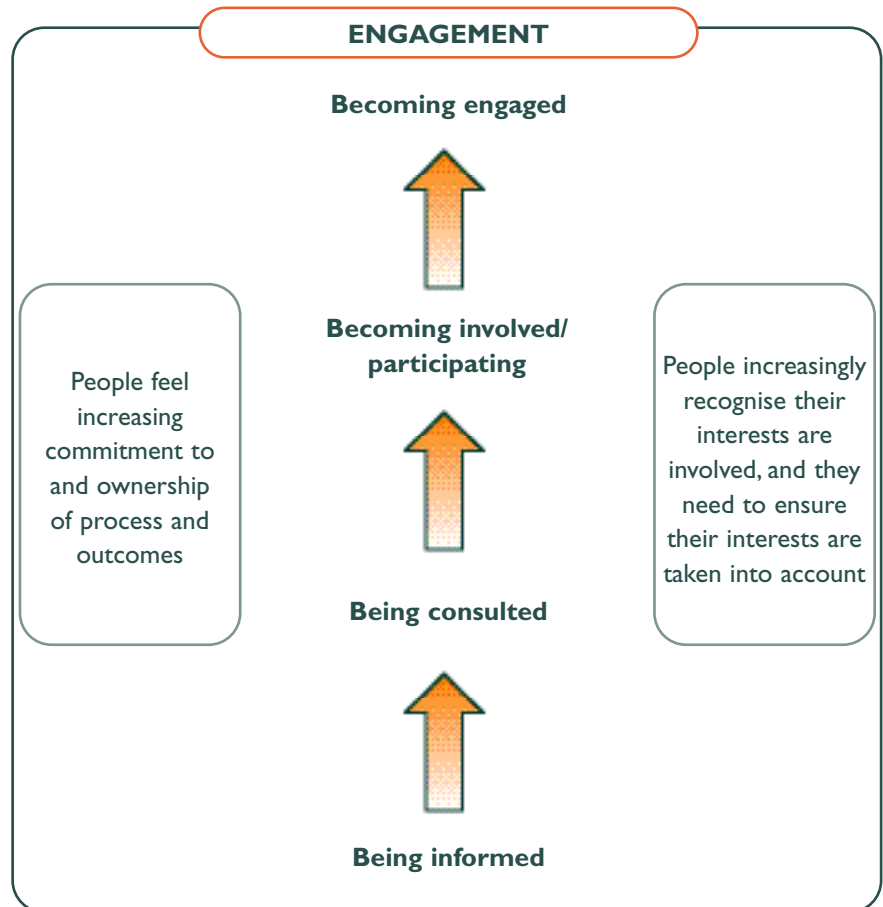 ENGAGEMENT
Becoming engaged
Becoming involved/
participating
People feel
increasing
commitment to
and ownership
of process and
outcomes
People increasingly
recognise their
interests are
involved, and they
need to ensure
their interests are
taken into account
Being consulted
Being informed